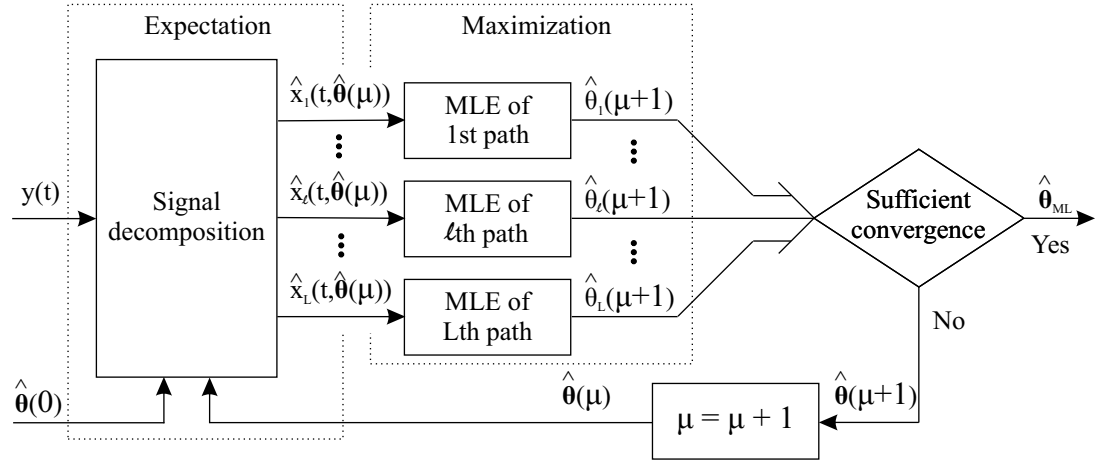 Expectation
Maximization
x̂₁(t,θ̂(μ))
MLE of
1st path
θ̂₁(μ+1)
y(t)
Signal
decomposition
x̂ℓ(t,θ̂(μ))
MLE of
ℓth path
θ̂ℓ(μ+1)
Sufficient
convergence
θ̂ML
Yes
x̂L(t,θ̂(μ))
MLE of
Lth path
θ̂L(μ+1)
No
θ̂(0)
θ̂(μ)
μ = μ + 1
θ̂(μ+1)